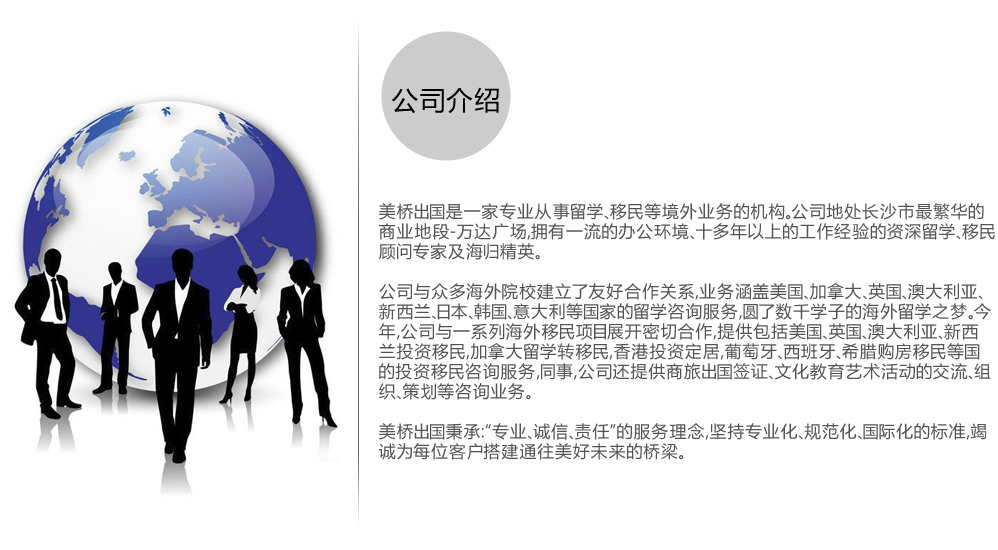 公司介绍
美桥出国是一家专业从事留学、移民等境外业务的机构。公司地处长沙市最繁华的
商业地段-万达广场,拥有一流的办公环境、十多年以上的工作经验的资深留学、移民
顾问专家及海归精英。
公司与众多海外院校建立了友好合作关系,业务涵盖美国、加拿大、英国、澳大利亚、
新西兰、日本、韩国、意大利等国家的留学咨询服务,圆了数千学子的海外留学之梦。今
年,公司与一系列海外移民项目展开密切合作,提供包括美国、英国、澳大利亚、新西
兰投资移民,加拿大留学转移民,香港投资定居,葡萄牙、西班牙、希腊购房移民等国
的投资移民咨询服务,同事,公司还提供商旅出国签证、文化教育艺术活动的交流、组
织、策划等咨询业务。
美桥出国秉承:“专业、诚信、责任”的服务理念,坚持专业化、规范化、国际化的标准,竭
诚为每位客户搭建通往美好未来的桥梁。